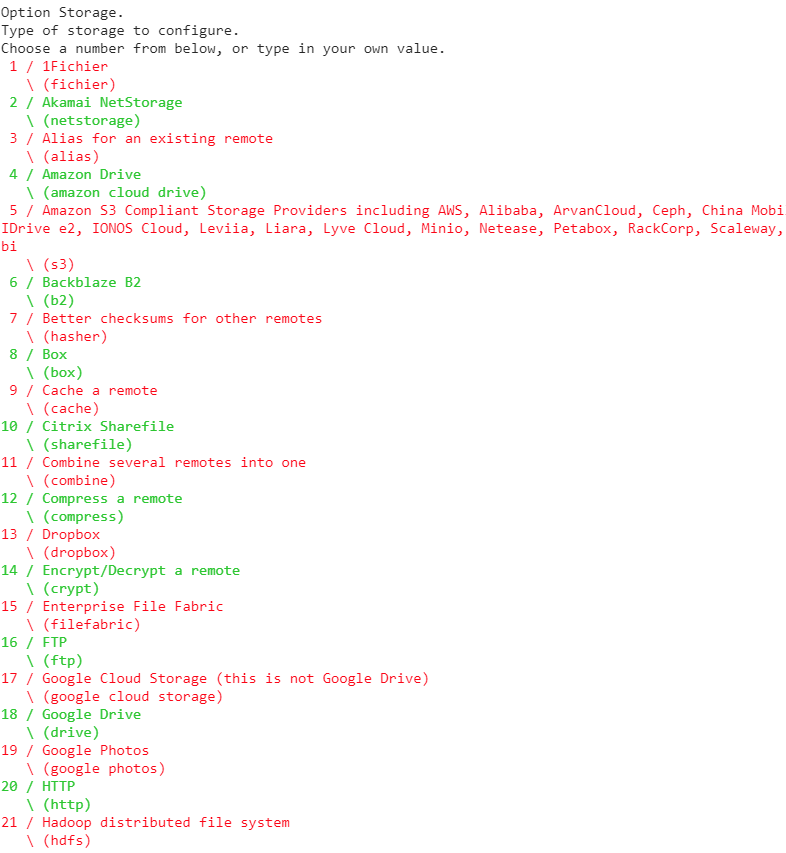 Option Storage.
Type of storage to configure.
Choose a number from below, or type in your own value.
1 / 1Fichier
\ (fichier)
2 / Akamai NetStorage
\ (netstorage)
3 / Alias for an existing remote
\ (alias)
4 / Amazon Drive
\ (amazon cloud drive)
5 / Amazon S3 Compliant Storage Providers including AWS, Alibaba, ArvanCloud, Ceph, China Mobi
IDrive e2, IONOS Cloud, Leviia, Liara, Lyve Cloud, Minio, Netease, Petabox, RackCorp, Scaleway,
bi
\ (s3)
6 / Backblaze B2
\ (b2)
7 / Better checksums for other remotes
\ (hasher)
8 / Box
\ (box)
9 / Cache a remote
\ (cache)
10 / Citrix Sharefile
\ (sharefile)
11 / Combine several remotes into one
\ (combine)
12 / Compress a remote
\ (compress)
13 / Dropbox
\ (dropbox)
14 / Encrypt/Decrypt a remote
\ (crypt)
15 / Enterprise File Fabric
\ (filefabric)
16 / FTP
\ (ftp)
17 / Google Cloud Storage (this is not Google Drive)
\ (google cloud storage)
18 / Google Drive
\ (drive)
19 / Google Photos
\ (google photos)
20 / HTTP
\ (http)
21 / Hadoop distributed file system
\ (hdfs)